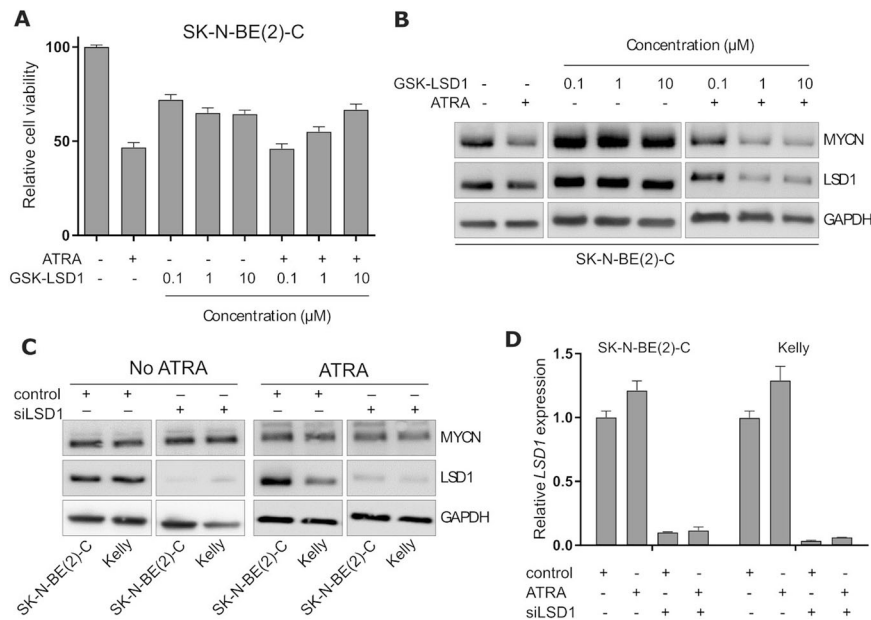 A
SK-N-BE(2)-C
100
50
0
Relative cell viability
ATRA - + - - - + + +
GSK-LSD1 - - 0.1 1 10 0.1 1 10
Concentration (µM)
B
Concentration (µM)
GSK-LSD1 - - 0.1 1 10 0.1 1 10
ATRA - + - - - + + +
MYCN
LSD1
GAPDH
SK-N-BE(2)-C
C
No ATRA ATRA
control + + – – + + – –
siLSD1 – – + + – – + +
MYCN
LSD1
GAPDH
SK-N-BE(2)-C Kelly SK-N-BE(2)-C Kelly SK-N-BE(2)-C Kelly SK-N-BE(2)-C Kelly
D
SK-N-BE(2)-C Kelly
1.5
1.0
0.5
0.0
Relative LSD1 expression
control + - + - + - + -
ATRA - + - + - + - +
siLSD1 - - + + - - + +